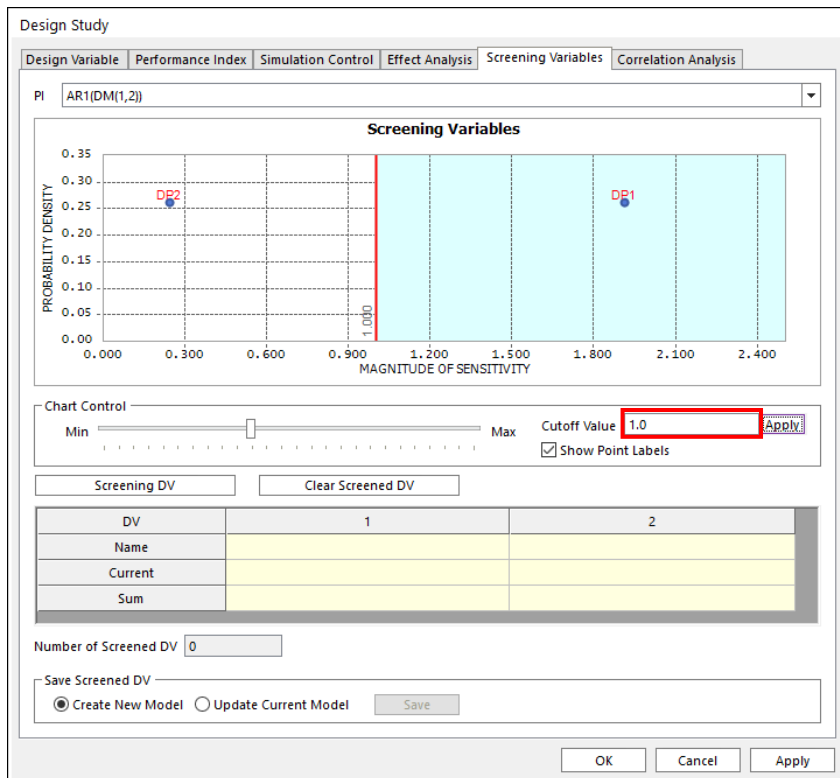 Design Study
Design Variable Performance Index Simulation Control Effect Analysis Screening Variables Correlation Analysis
PI AR1(DM(1,2))
Screening Variables
0.35
0.30
0.25
0.20
0.15
0.10
0.05
0.00
PROBABILITY DENSITY
DP2
DP1
1.000
0.000 0.300 0.600 0.900 1.200 1.500 1.800 2.100 2.400
MAGNITUDE OF SENSITIVITY
Chart Control
Min Max Cutoff Value 1.0 Apply
Show Point Labels
Screening DV Clear Screened DV
DV 1 2
Name
Current
Sum
Number of Screened DV 0
Save Screened DV
Create New Model Update Current Model Save
OK Cancel Apply